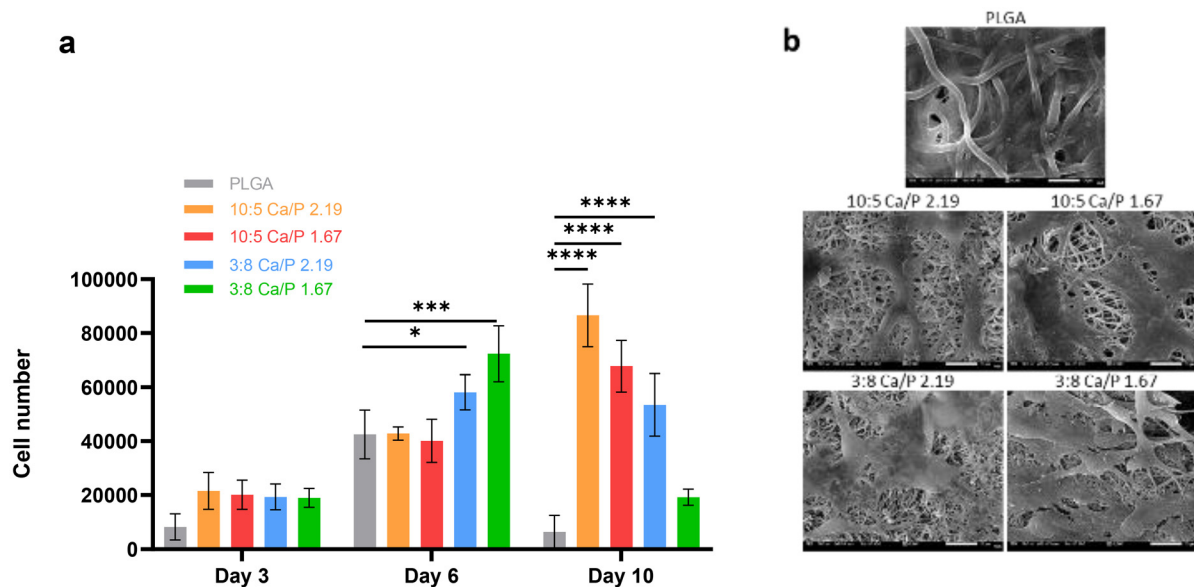 a
PLGA
10:5 Ca/P 2.19
10:5 Ca/P 1.67
3:8 Ca/P 2.19
3:8 Ca/P 1.67
****
****
****
***
*
100000
80000
60000
40000
20000
0
Cell number
Day 3
Day 6
Day 10
b
PLGA
10:5 Ca/P 2.19
10:5 Ca/P 1.67
3:8 Ca/P 2.19
3:8 Ca/P 1.67